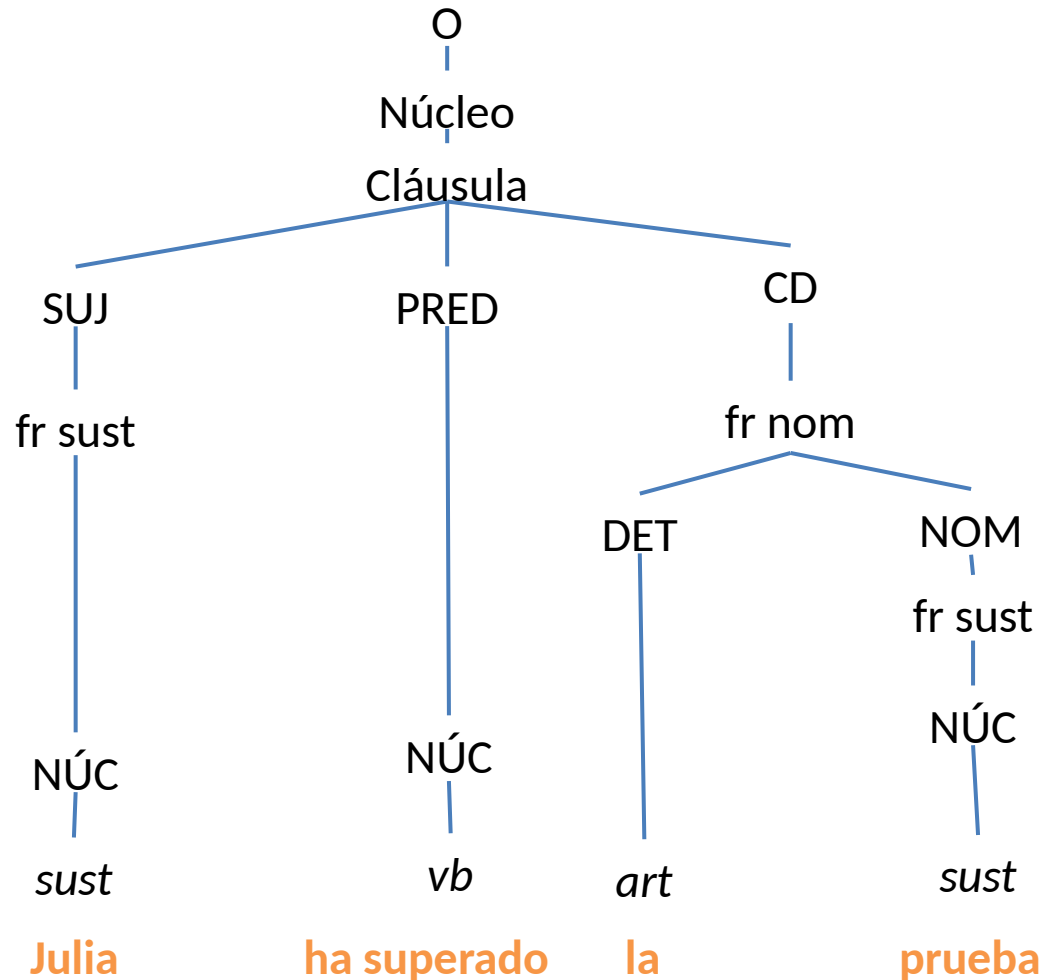 O
Núcleo
Cláusula
SUJ PRED CD
fr sust fr nom
DET NOM
fr sust
NÚC NÚC NÚC
sust vb art sust
Julia ha superado la prueba